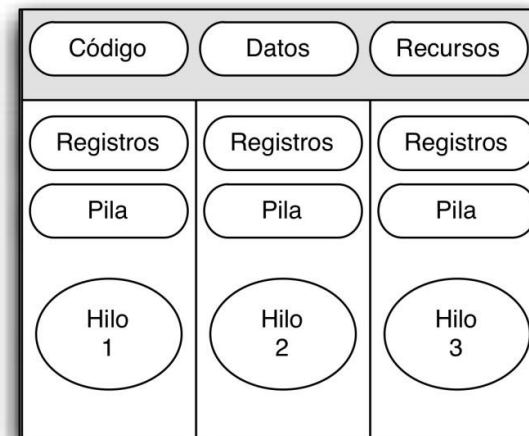 Código Datos Recursos
Registros Registros Registros
Pila Pila Pila
Hilo Hilo Hilo
1 2 3